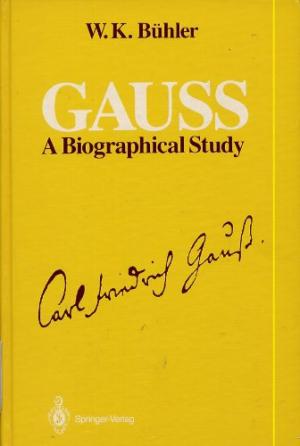 W. K. Bühler
GAUSS
A Biographical Study
Carl Friedrich Gauß.
Springer-Verlag